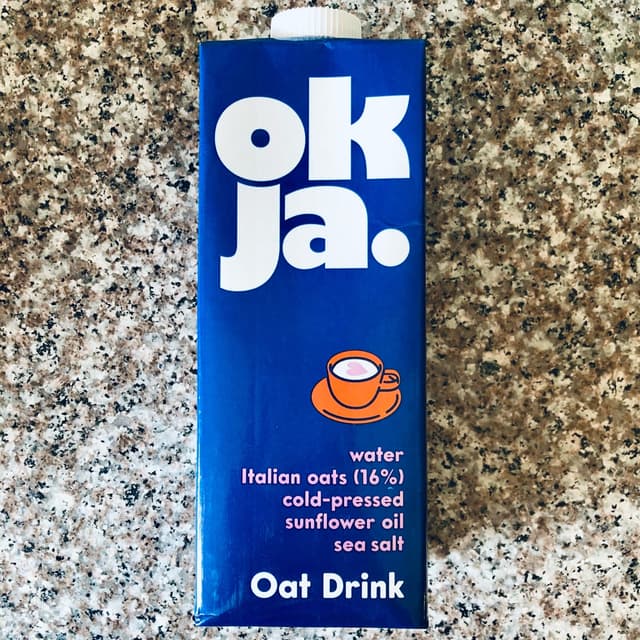 ok
ja.
water
Italian oats (16%)
cold-pressed
sunflower oil
sea salt
Oat Drink